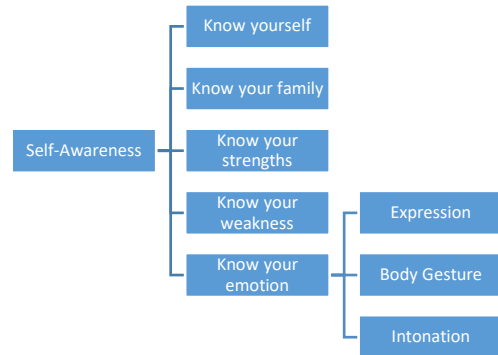 Know yourself
Know your family
Self-Awareness
Know your
strengths
Know your
weakness
Expression
Know your
emotion
Body Gesture
Intonation